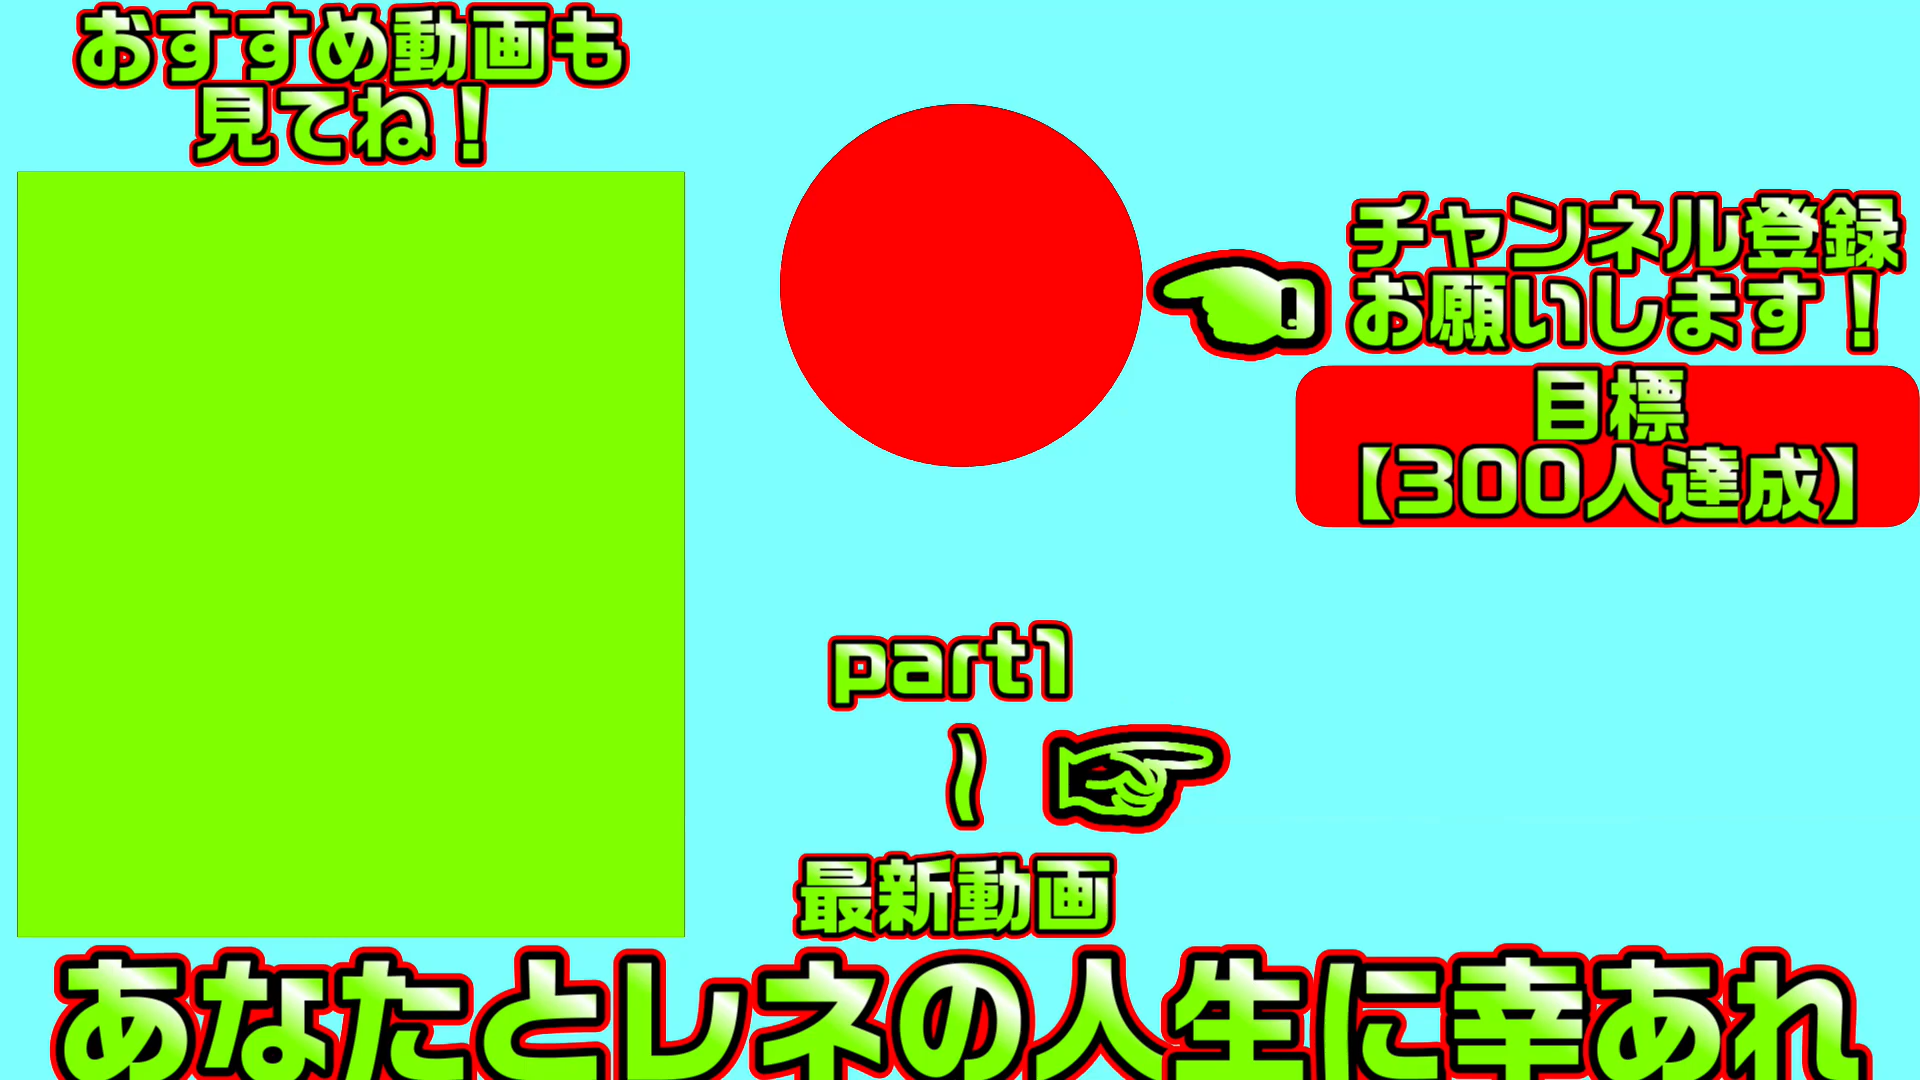 おすすめ動画も
見てね！
チャンネル登録
お願いします！
目標
【300人達成】
part1
～
最新動画
あなたとレネの人生に幸あれ